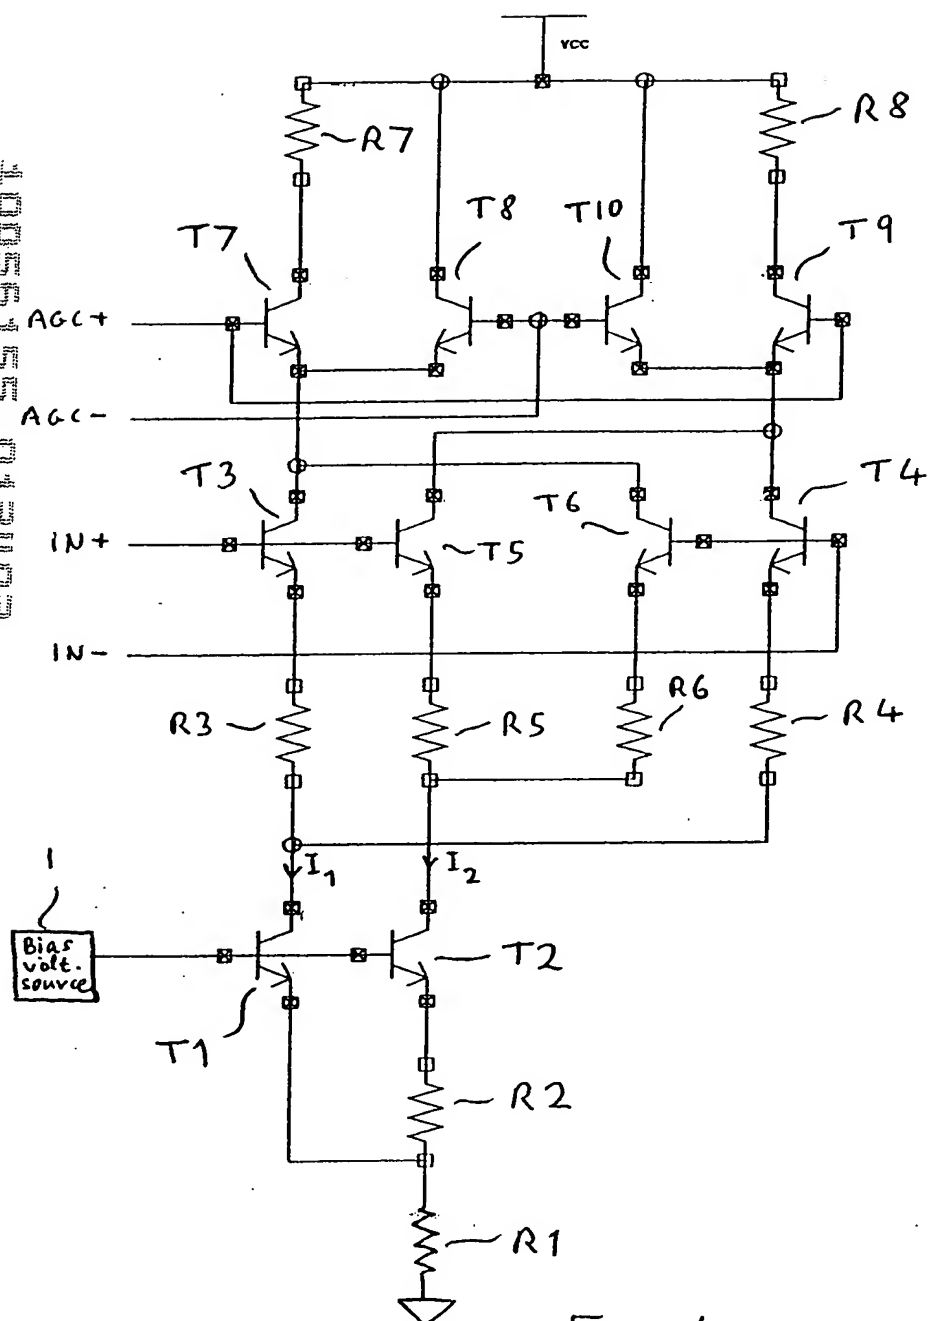 VCC
R7
R8
T7
T8
T10
T9
AGC+
AGC-
T3
T5
T6
T4
IN+
IN-
R3
R5
R6
R4
I1
I2
1
Bias
volt.
source
T1
T2
R2
R1